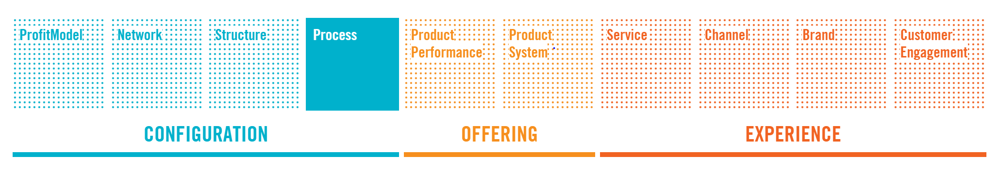 ProfitModel
Network
Structure
Process
Product
Performance
Product
System
Service
Channel
Brand
Customer
Engagement
CONFIGURATION
OFFERING
EXPERIENCE